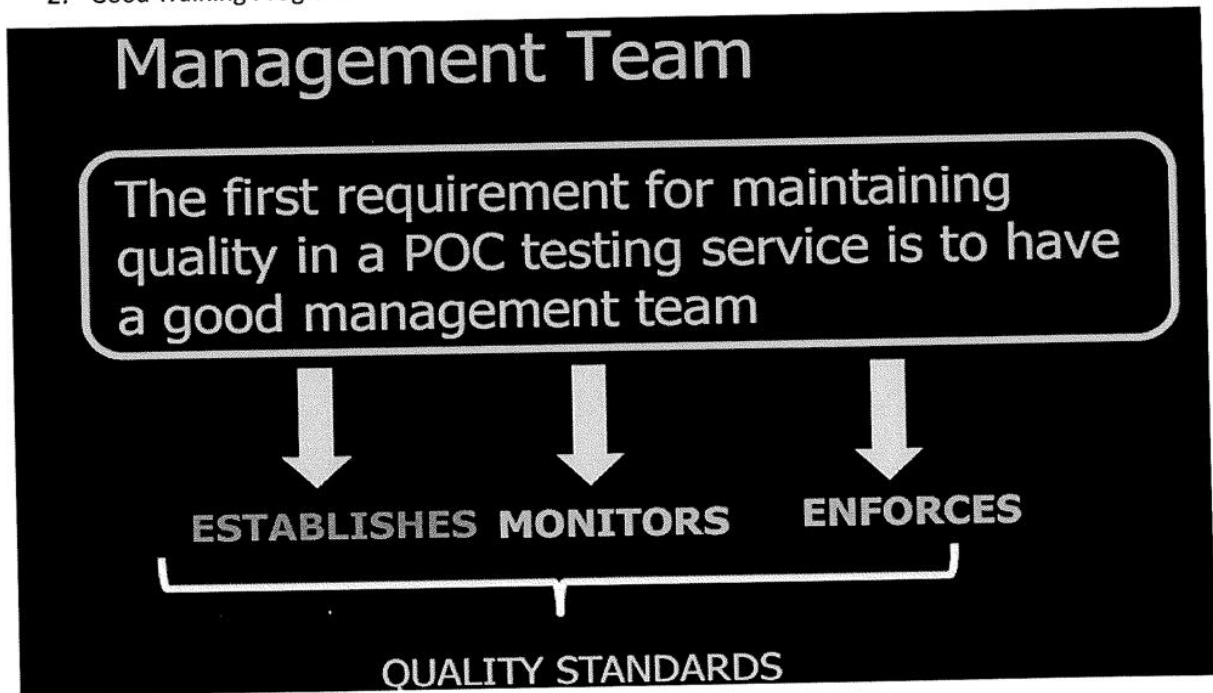 Management Team
The first requirement for maintaining
quality in a POC testing service is to have
a good management team
ESTABLISHES MONITORS ENFORCES
QUALITY STANDARDS